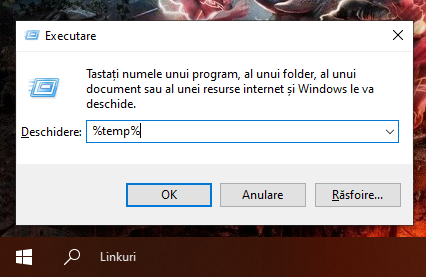 Executare
Tastați numele unui program, al unui folder, al unui
document sau al unei resurse internet și Windows le va
deschide.
Deschidere: %temp%
OK Anulare Răsfoire...
Linkuri